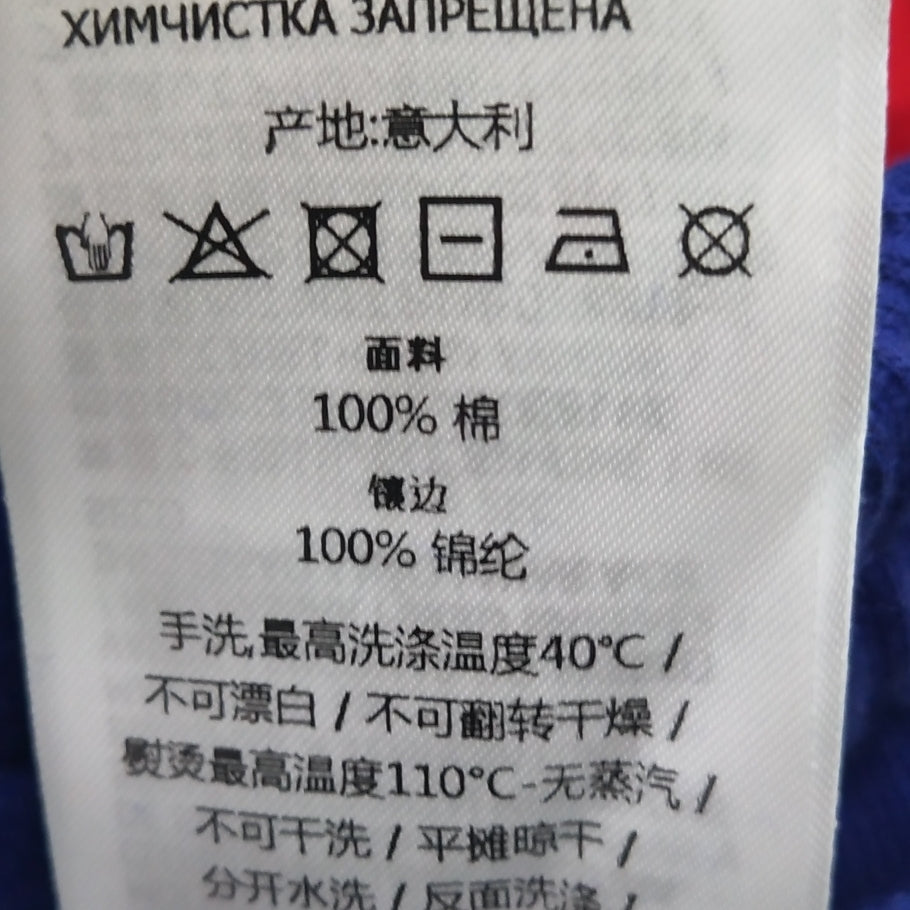 ХИМЧИСТКА ЗАПРЕЩЕНА
产地:意大利
面料
100% 棉
镶边
100% 锦纶
手洗,最高洗涤温度40°C /
不可漂白 / 不可翻转干燥 /
熨烫最高温度110°C-无蒸汽 /
不可干洗 / 平摊晾干 /
分开水洗 / 反面洗涤 /